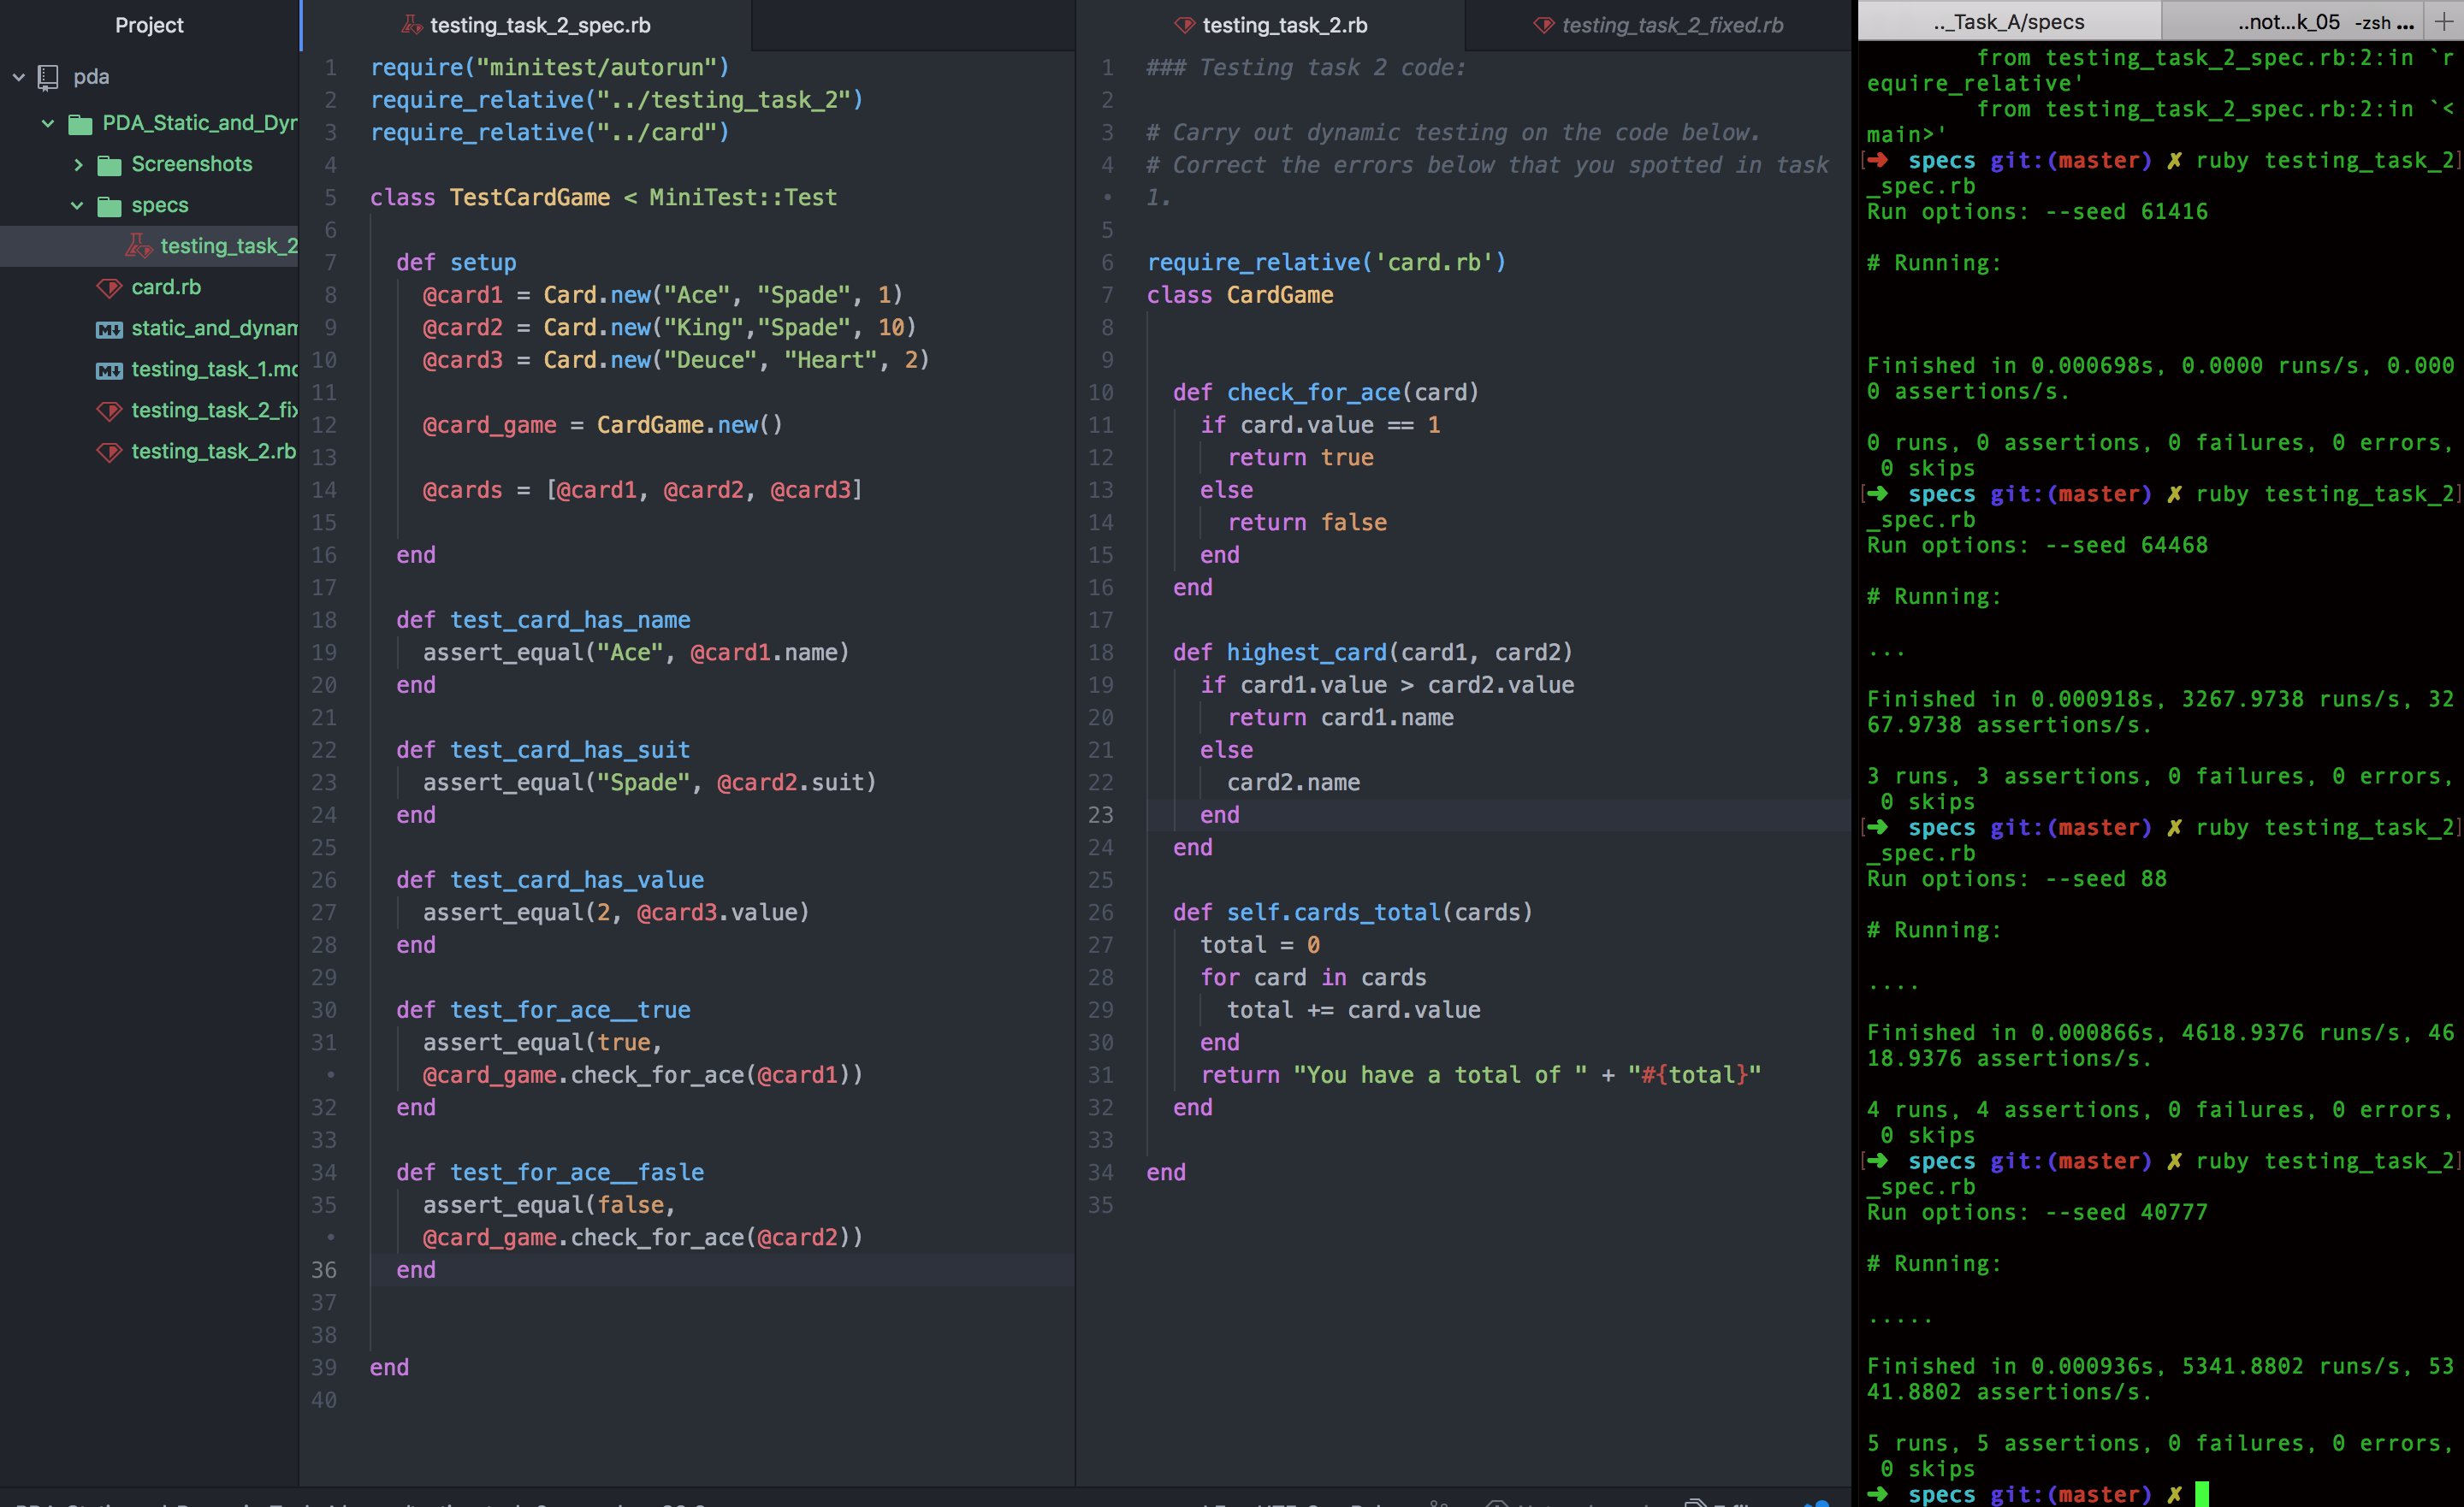 Project
pda
PDA_Static_and_Dyr
Screenshots
specs
testing_task_2
card.rb
static_and_dynam
testing_task_1.md
testing_task_2_fix
testing_task_2.rb
testing_task_2_spec.rb
1 require("minitest/autorun")
2 require_relative("../testing_task_2")
3 require_relative("../card")
4
5 class TestCardGame < MiniTest::Test
6
7 def setup
8 @card1 = Card.new("Ace", "Spade", 1)
9 @card2 = Card.new("King","Spade", 10)
10 @card3 = Card.new("Deuce", "Heart", 2)
11
12 @card_game = CardGame.new()
13
14 @cards = [@card1, @card2, @card3]
15
16 end
17
18 def test_card_has_name
19 assert_equal("Ace", @card1.name)
20 end
21
22 def test_card_has_suit
23 assert_equal("Spade", @card2.suit)
24 end
25
26 def test_card_has_value
27 assert_equal(2, @card3.value)
28 end
29
30 def test_for_ace__true
31 assert_equal(true,
• @card_game.check_for_ace(@card1))
32 end
33
34 def test_for_ace__fasle
35 assert_equal(false,
• @card_game.check_for_ace(@card2))
36 end
37
38
39 end
40
testing_task_2.rb
testing_task_2_fixed.rb
1 ### Testing task 2 code:
2
3 # Carry out dynamic testing on the code below.
4 # Correct the errors below that you spotted in task
• 1.
5
6 require_relative('card.rb')
7 class CardGame
8
9
10 def check_for_ace(card)
11 if card.value == 1
12 return true
13 else
14 return false
15 end
16 end
17
18 def highest_card(card1, card2)
19 if card1.value > card2.value
20 return card1.name
21 else
22 card2.name
23 end
24 end
25
26 def self.cards_total(cards)
27 total = 0
28 for card in cards
29 total += card.value
30 end
31 return "You have a total of " + "#{total}"
32 end
33
34 end
35
.._Task_A/specs
..not...k_05 -zsh ...
from testing_task_2_spec.rb:2:in `r
equire_relative'
from testing_task_2_spec.rb:2:in `<
main>'
[➜ specs git:(master) ✗ ruby testing_task_2]
_spec.rb
Run options: --seed 61416
# Running:
Finished in 0.000698s, 0.0000 runs/s, 0.000
0 assertions/s.
0 runs, 0 assertions, 0 failures, 0 errors,
0 skips
[➜ specs git:(master) ✗ ruby testing_task_2]
_spec.rb
Run options: --seed 64468
# Running:
...
Finished in 0.000918s, 3267.9738 runs/s, 32
67.9738 assertions/s.
3 runs, 3 assertions, 0 failures, 0 errors,
0 skips
[➜ specs git:(master) ✗ ruby testing_task_2]
_spec.rb
Run options: --seed 88
# Running:
....
Finished in 0.000866s, 4618.9376 runs/s, 46
18.9376 assertions/s.
4 runs, 4 assertions, 0 failures, 0 errors,
0 skips
[➜ specs git:(master) ✗ ruby testing_task_2]
_spec.rb
Run options: --seed 40777
# Running:
.....
Finished in 0.000936s, 5341.8802 runs/s, 53
41.8802 assertions/s.
5 runs, 5 assertions, 0 failures, 0 errors,
0 skips
➜ specs git:(master) ✗